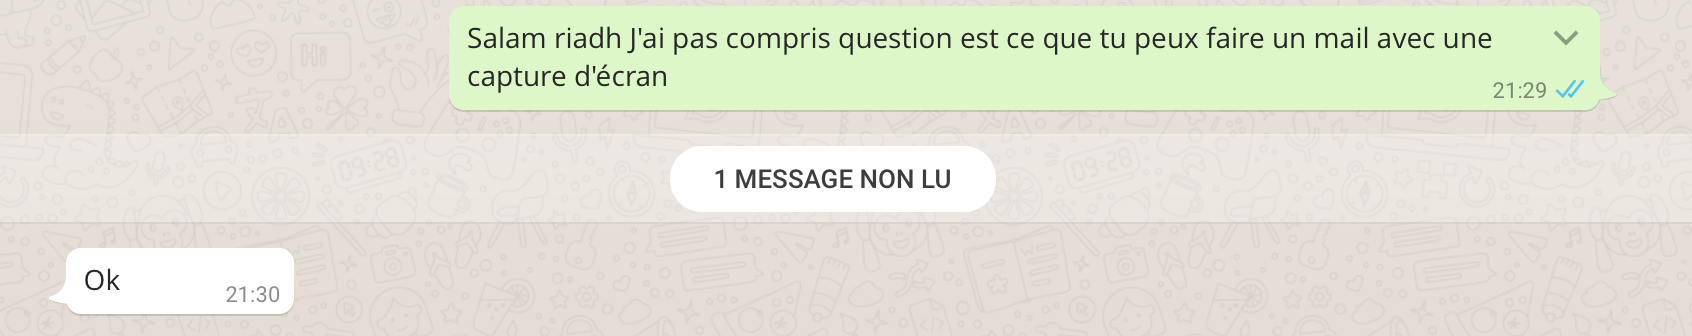 Salam riadh J'ai pas compris question est ce que tu peux faire un mail avec une
capture d'écran
21:29
1 MESSAGE NON LU
Ok
21:30